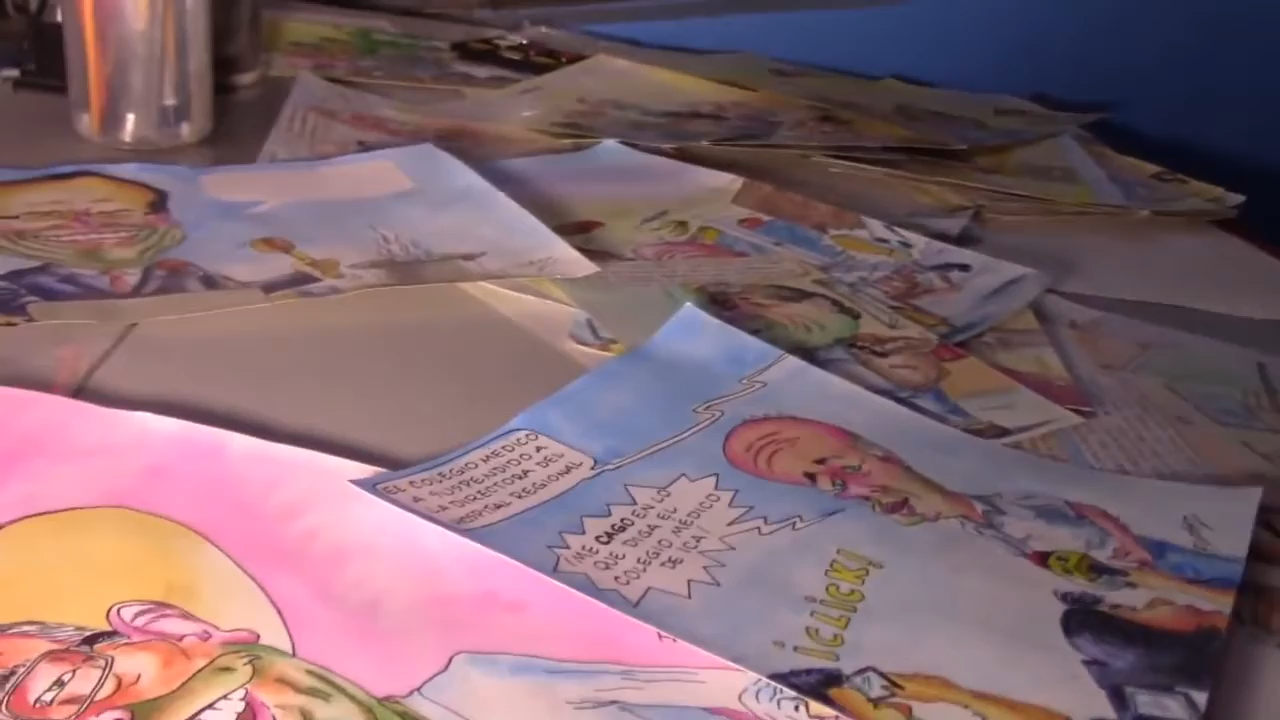 EL COLEGIO MEDICO
A SUSPENDIDO A
LA DIRECTORA DEL
HOSPITAL REGIONAL
¡ME CAGO EN LO
QUE DIGA EL
COLEGIO MEDICO
DE ICA!
¡CLICK!